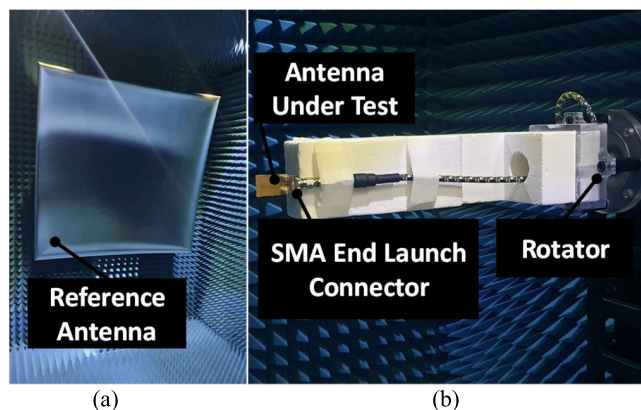 Reference
Antenna
Antenna
Under Test
SMA End Launch
Connector
Rotator
(a)
(b)